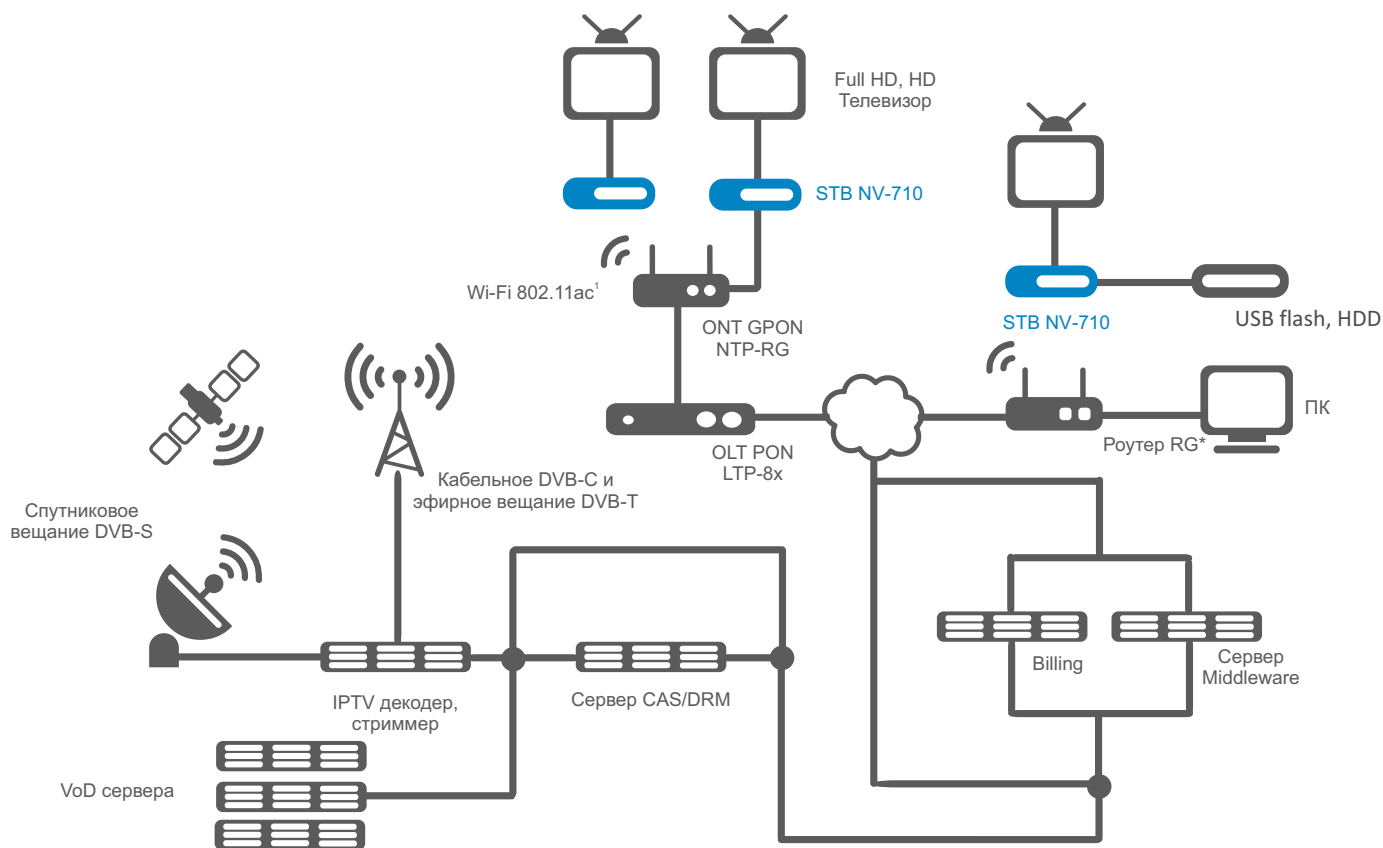 Full HD, HD
Телевизор
STB NV-710
Wi-Fi 802.11ac¹
ONT GPON
NTP-RG
STB NV-710
USB flash, HDD
ПК
Роутер RG*
OLT PON
LTP-8x
Кабельное DVB-C и
эфирное вещание DVB-T
Спутниковое
вещание DVB-S
IPTV декодер,
стриммер
Сервер CAS/DRM
Billing
Сервер
Middleware
VoD сервера